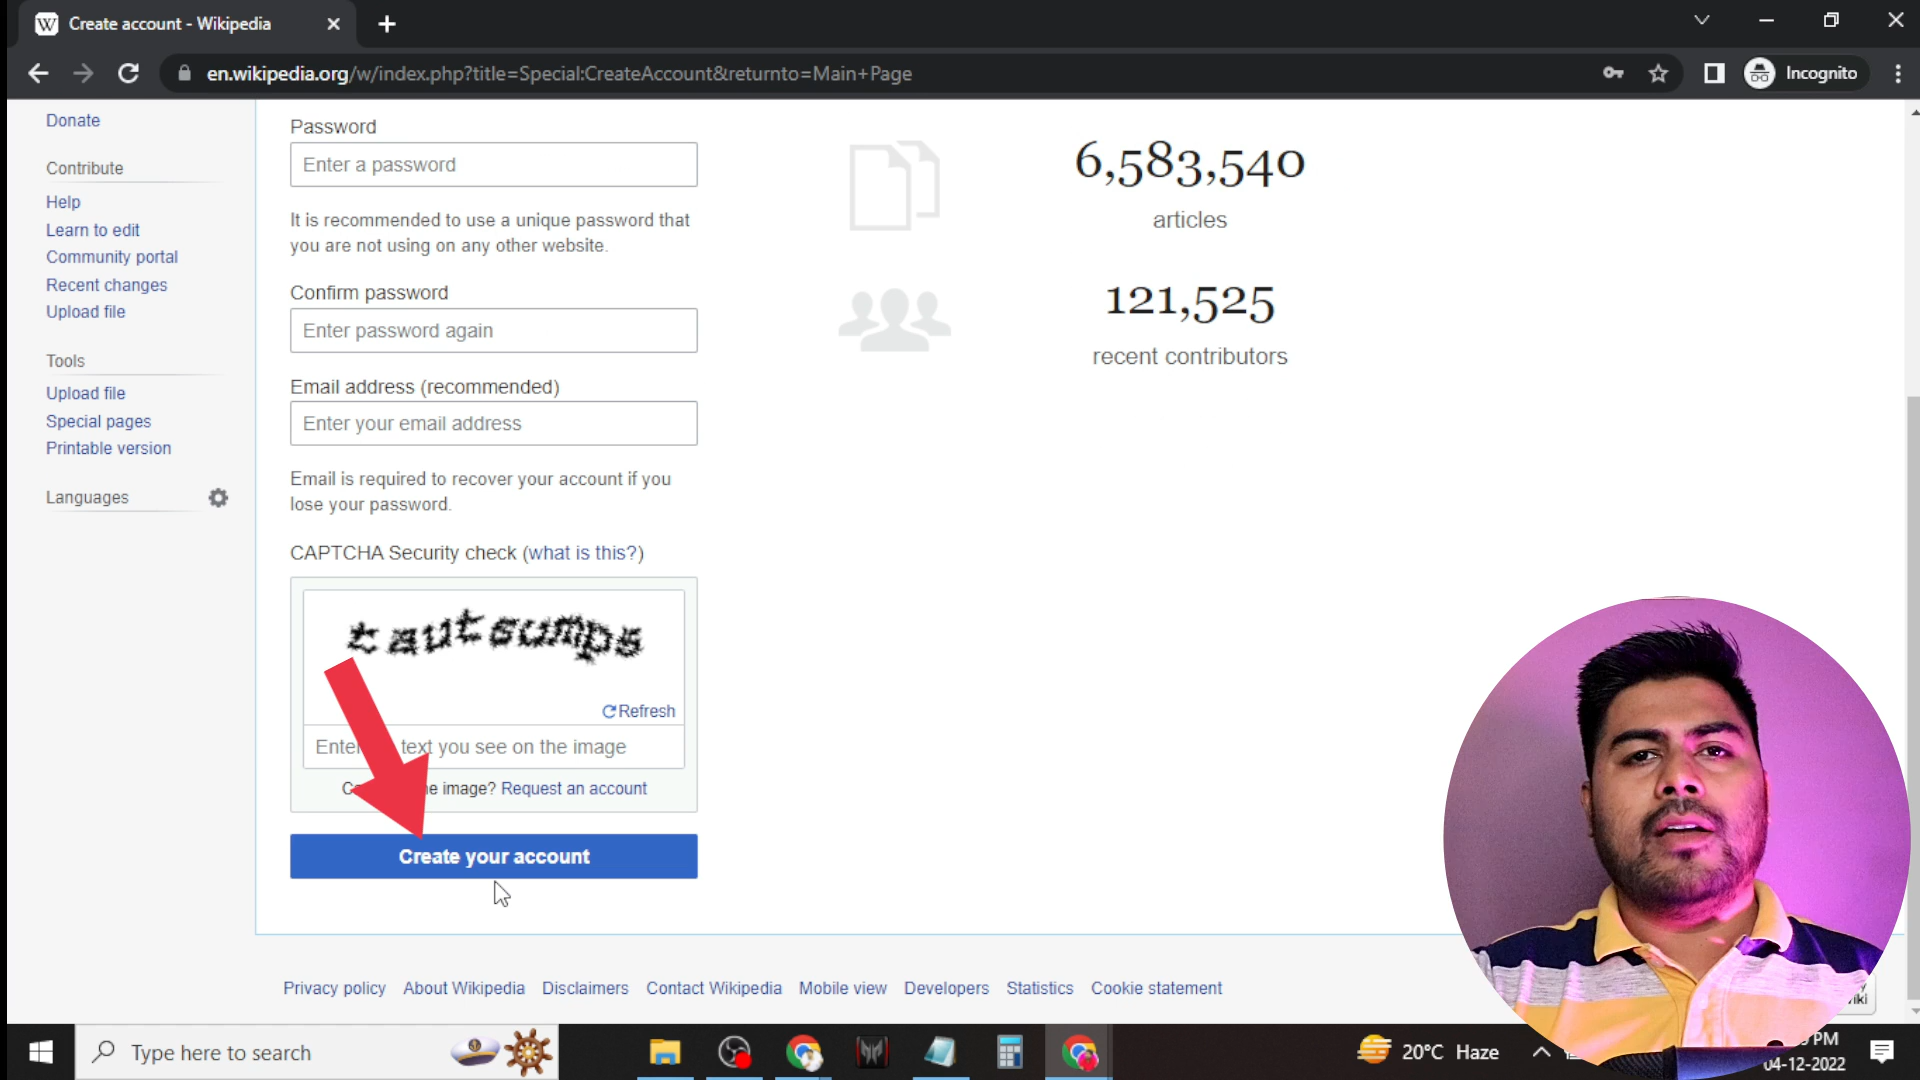 Create account - Wikipedia
en.wikipedia.org/w/index.php?title=Special:CreateAccount&returnto=Main+Page
Incognito
Donate
Contribute
Help
Learn to edit
Community portal
Recent changes
Upload file
Tools
Upload file
Special pages
Printable version
Languages
Password
Enter a password
It is recommended to use a unique password that
you are not using on any other website.
Confirm password
Enter password again
Email address (recommended)
Enter your email address
Email is required to recover your account if you
lose your password.
CAPTCHA Security check (what is this?)
tautsumps
Refresh
Enter text you see on the image
image? Request an account
Create your account
6,583,540
articles
121,525
recent contributors
Privacy policy About Wikipedia Disclaimers Contact Wikipedia Mobile view Developers Statistics Cookie statement
Type here to search
20°C Haze
PM
04-12-2022